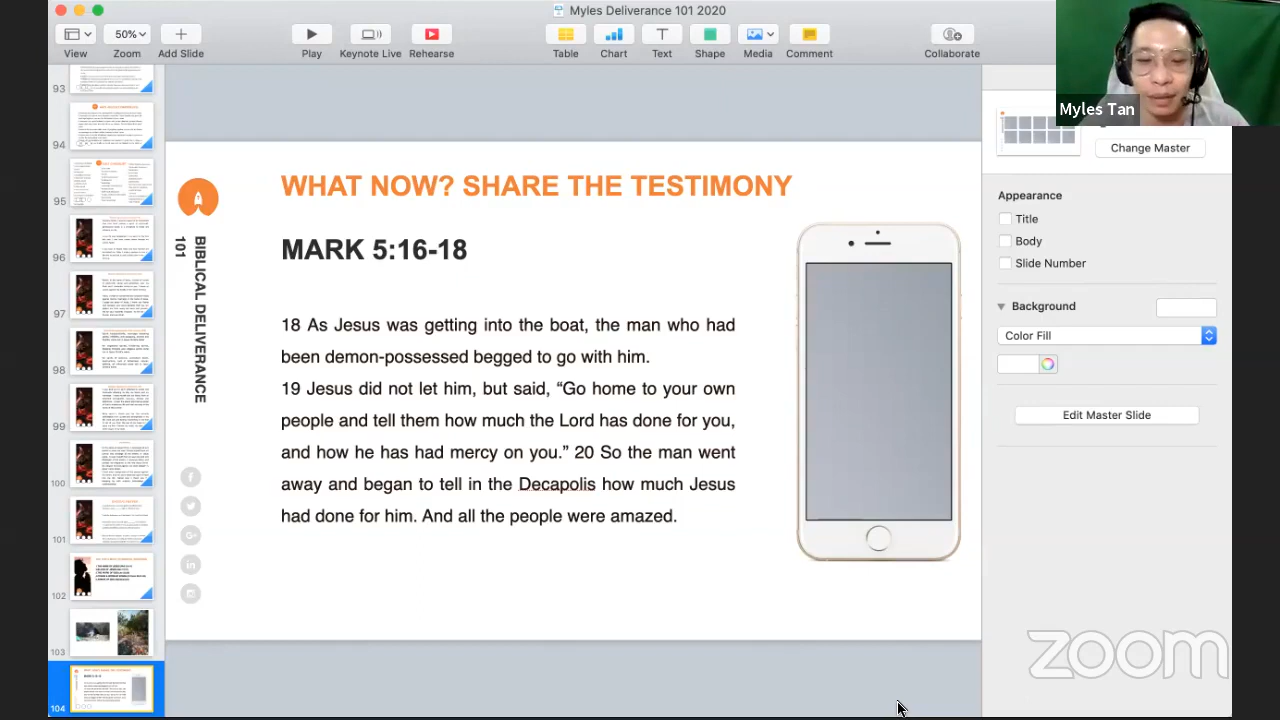 Myles Deliverance 101 2020
50%
View Zoom Add Slide Play Keynote Live Rehearse Table Chart Text Shape Media Comment Collaborate
Myles Tan
Change Master
Appearance
Title
Body
Slide Number
Background
Color Fill
Edit Master Slide
93
94
95
96
97
98
99
100
101
102
103
104
NOW SHARE THE TESTIMONY
101
BIBLICAL DELIVERANCE
MARK 5:16-18
18 As Jesus was getting into the boat, the man who had
been demon-possessed begged to go with him.
19 Jesus did not let him, but said, “Go home to your own
people and tell them how much the Lord has done for you,
and how he has had mercy on you.” 20 So the man went
away and began to tell in the Dacapolis how much Jesus
had done for him. And all the people were amazed.
zoom